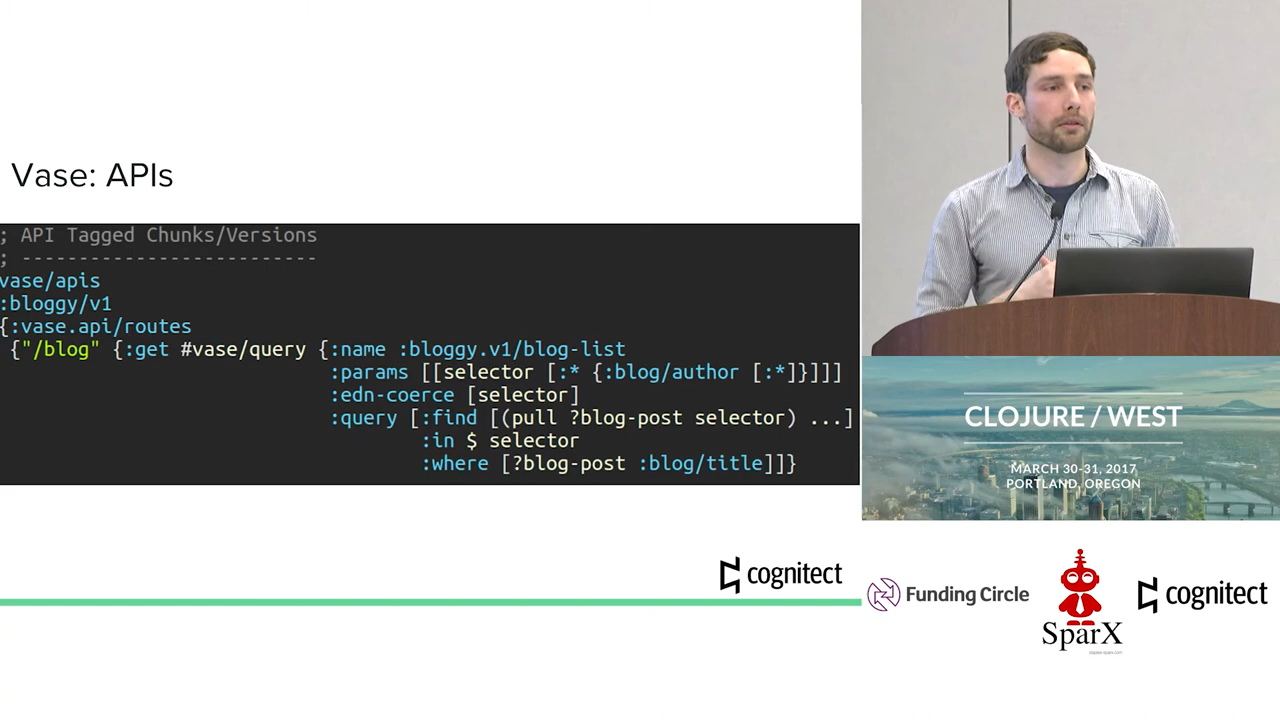 Vase: APIs
; API Tagged Chunks/Versions
; --------------------------
vase/apis
:bloggy/v1
{:vase.api/routes
{"/blog" {:get #vase/query {:name :bloggy.v1/blog-list
:params [[selector [:* {:blog/author [:*]}]]]
:edn-coerce [selector]
:query [:find [(pull ?blog-post selector) ...]
:in $ selector
:where [?blog-post :blog/title]]}
cognitect
CLOJURE / WEST
MARCH 30-31, 2017
PORTLAND, OREGON
Funding Circle
SparX
cognitect